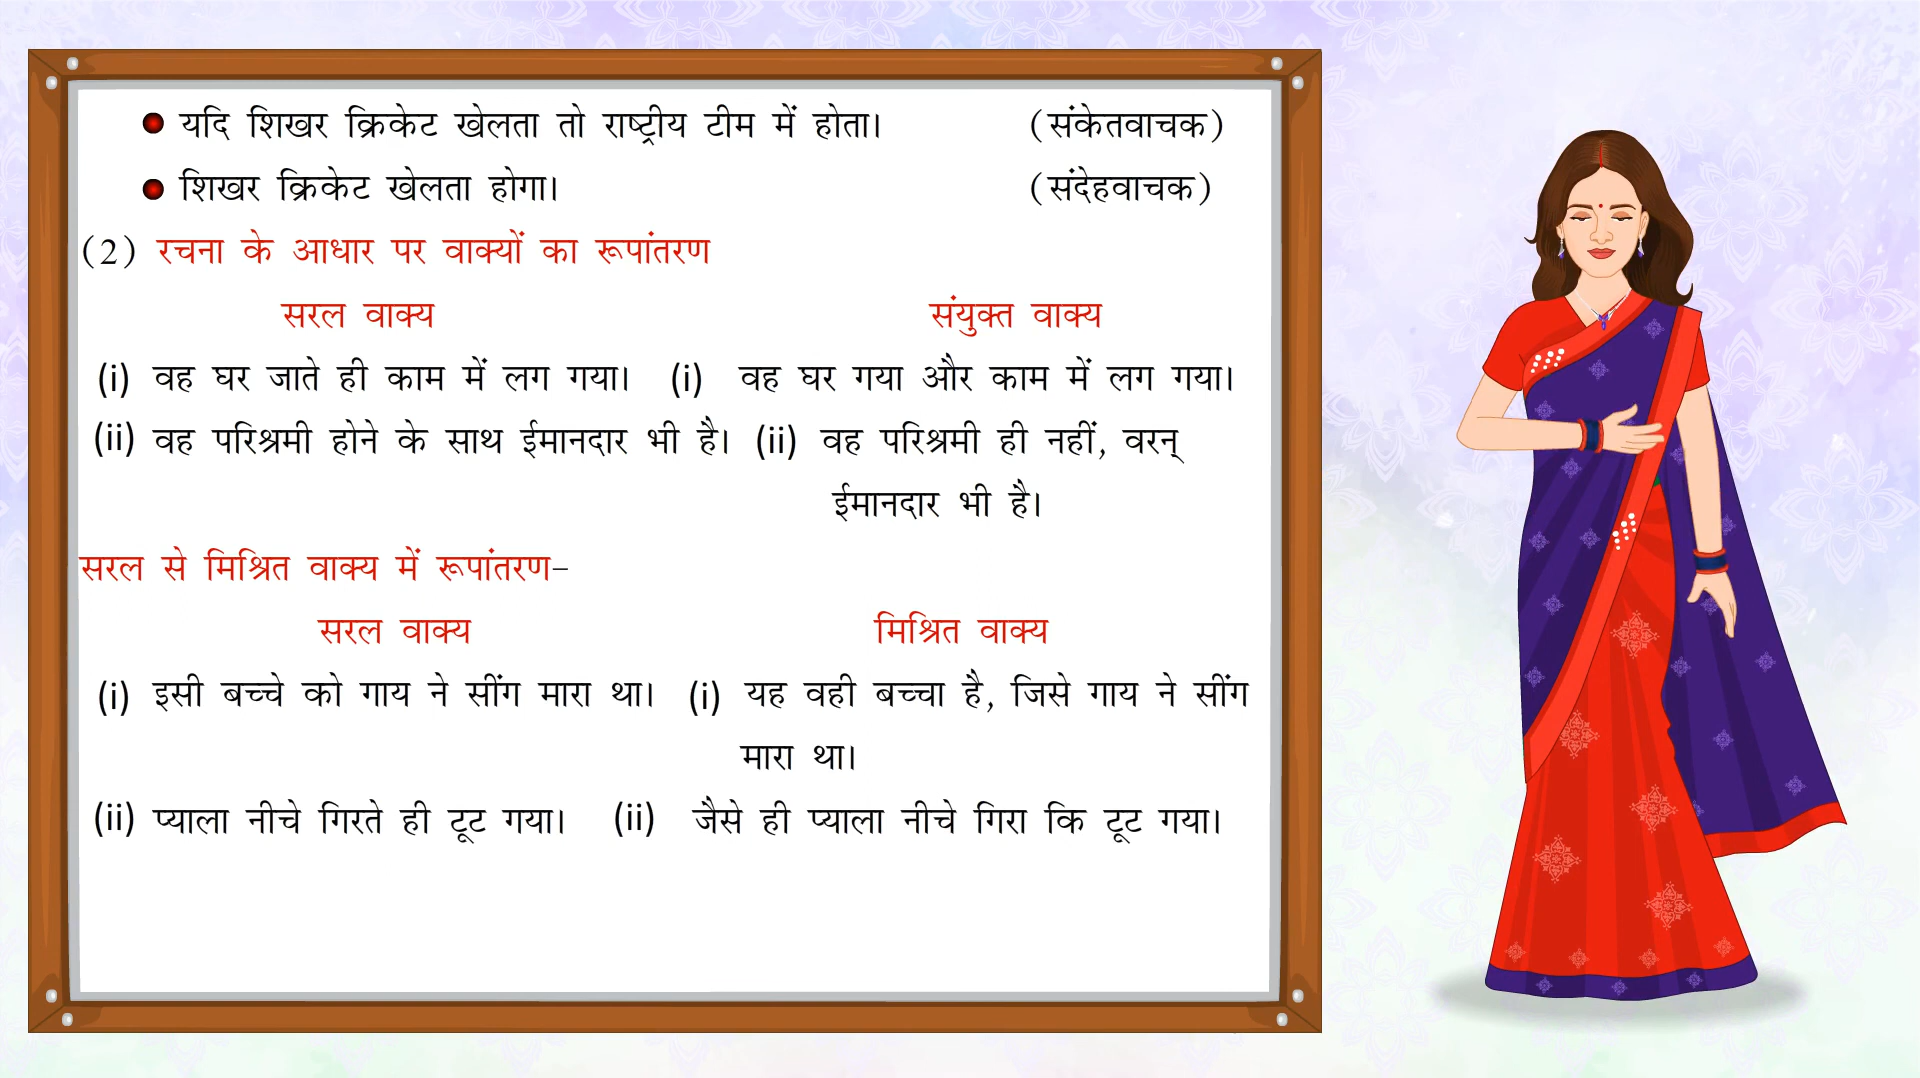 • यदि शिखर क्रिकेट खेलता तो राष्ट्रीय टीम में होता। (संकेतवाचक)
• शिखर क्रिकेट खेलता होगा। (संदेहवाचक)
(2) रचना के आधार पर वाक्यों का रूपांतरण
सरल वाक्य संयुक्त वाक्य
(i) वह घर जाते ही काम में लग गया। (i) वह घर गया और काम में लग गया।
(ii) वह परिश्रमी होने के साथ ईमानदार भी है। (ii) वह परिश्रमी ही नहीं, वरन्
ईमानदार भी है।
सरल से मिश्रित वाक्य में रूपांतरण-
सरल वाक्य मिश्रित वाक्य
(i) इसी बच्चे को गाय ने सींग मारा था। (i) यह वही बच्चा है, जिसे गाय ने सींग
मारा था।
(ii) प्याला नीचे गिरते ही टूट गया। (ii) जैसे ही प्याला नीचे गिरा कि टूट गया।